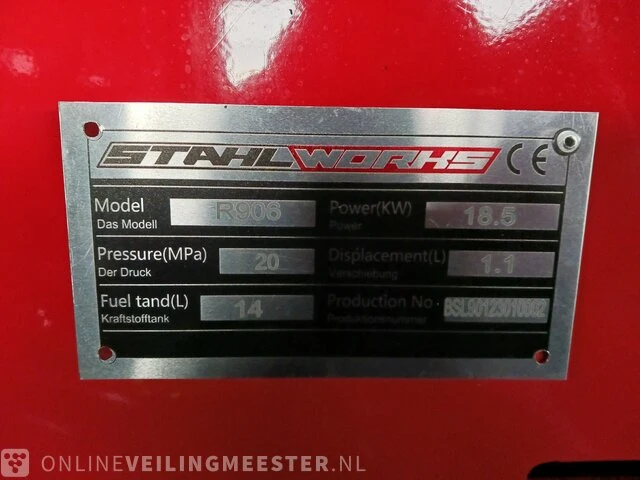 STAHLWORKS CE
Model R906 Power(KW) 18.5
Das Modell Power
Pressure(MPa) 20 Displacement(L) 1.1
Der Druck Verschiebung
Fuel tand(L) 14 Production No
Kraftstofftank Produktionsnummer
ONLINEVEILINGMEESTER.NL